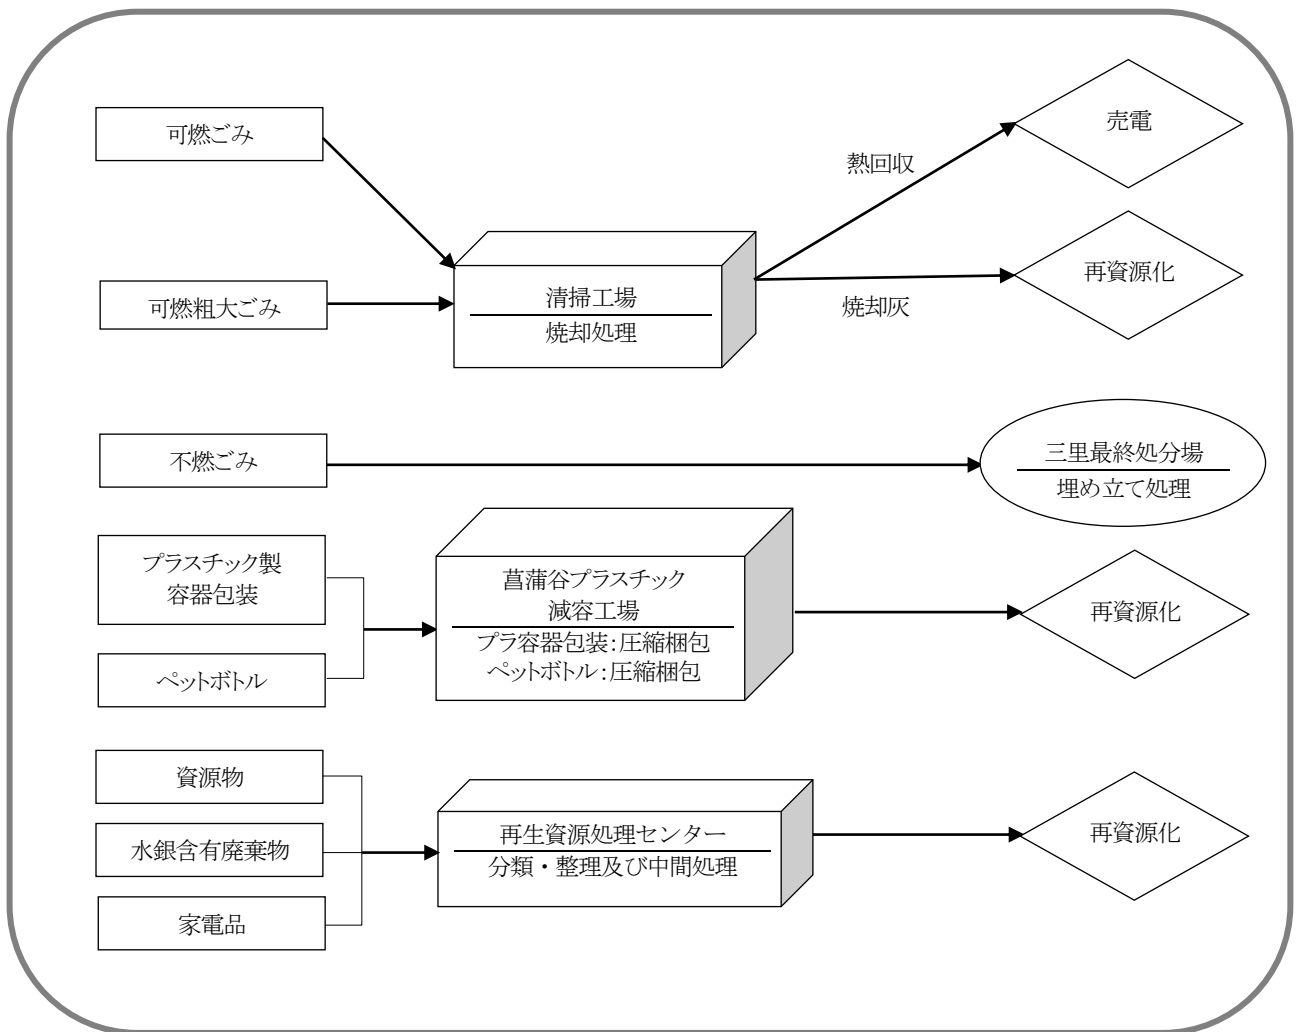 可燃ごみ
可燃粗大ごみ
清掃工場
焼却処理
熱回収
売電
焼却灰
再資源化
不燃ごみ
三里最終処分場
埋め立て処理
プラスチック製
容器包装
ペットボトル
菖蒲谷プラスチック
減容工場
プラ容器包装：圧縮梱包
ペットボトル：圧縮梱包
再資源化
資源物
水銀含有廃棄物
家電品
再生資源処理センター
分類・整理及び中間処理
再資源化